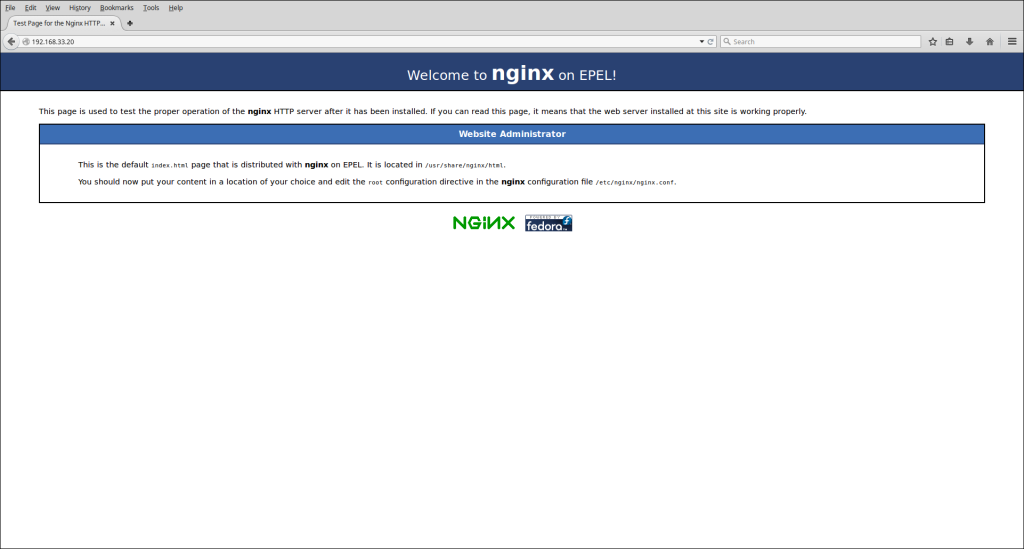 File Edit View History Bookmarks Tools Help
Test Page for the Nginx HTTP...
192.168.33.20 Search
Welcome to nginx on EPEL!
This page is used to test the proper operation of the nginx HTTP server after it has been installed. If you can read this page, it means that the web server installed at this site is working properly.
Website Administrator
This is the default index.html page that is distributed with nginx on EPEL. It is located in /usr/share/nginx/html.
You should now put your content in a location of your choice and edit the root configuration directive in the nginx configuration file /etc/nginx/nginx.conf.
NGINX fedora